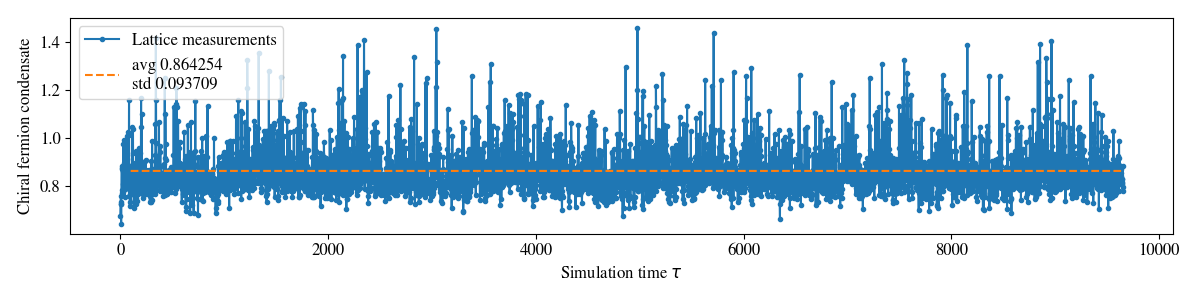 Chiral fermion condensate
1.4
1.2
1.0
0.8
Lattice measurements
avg 0.864254
std 0.093709
0
2000
4000
6000
8000
10000
Simulation time τ